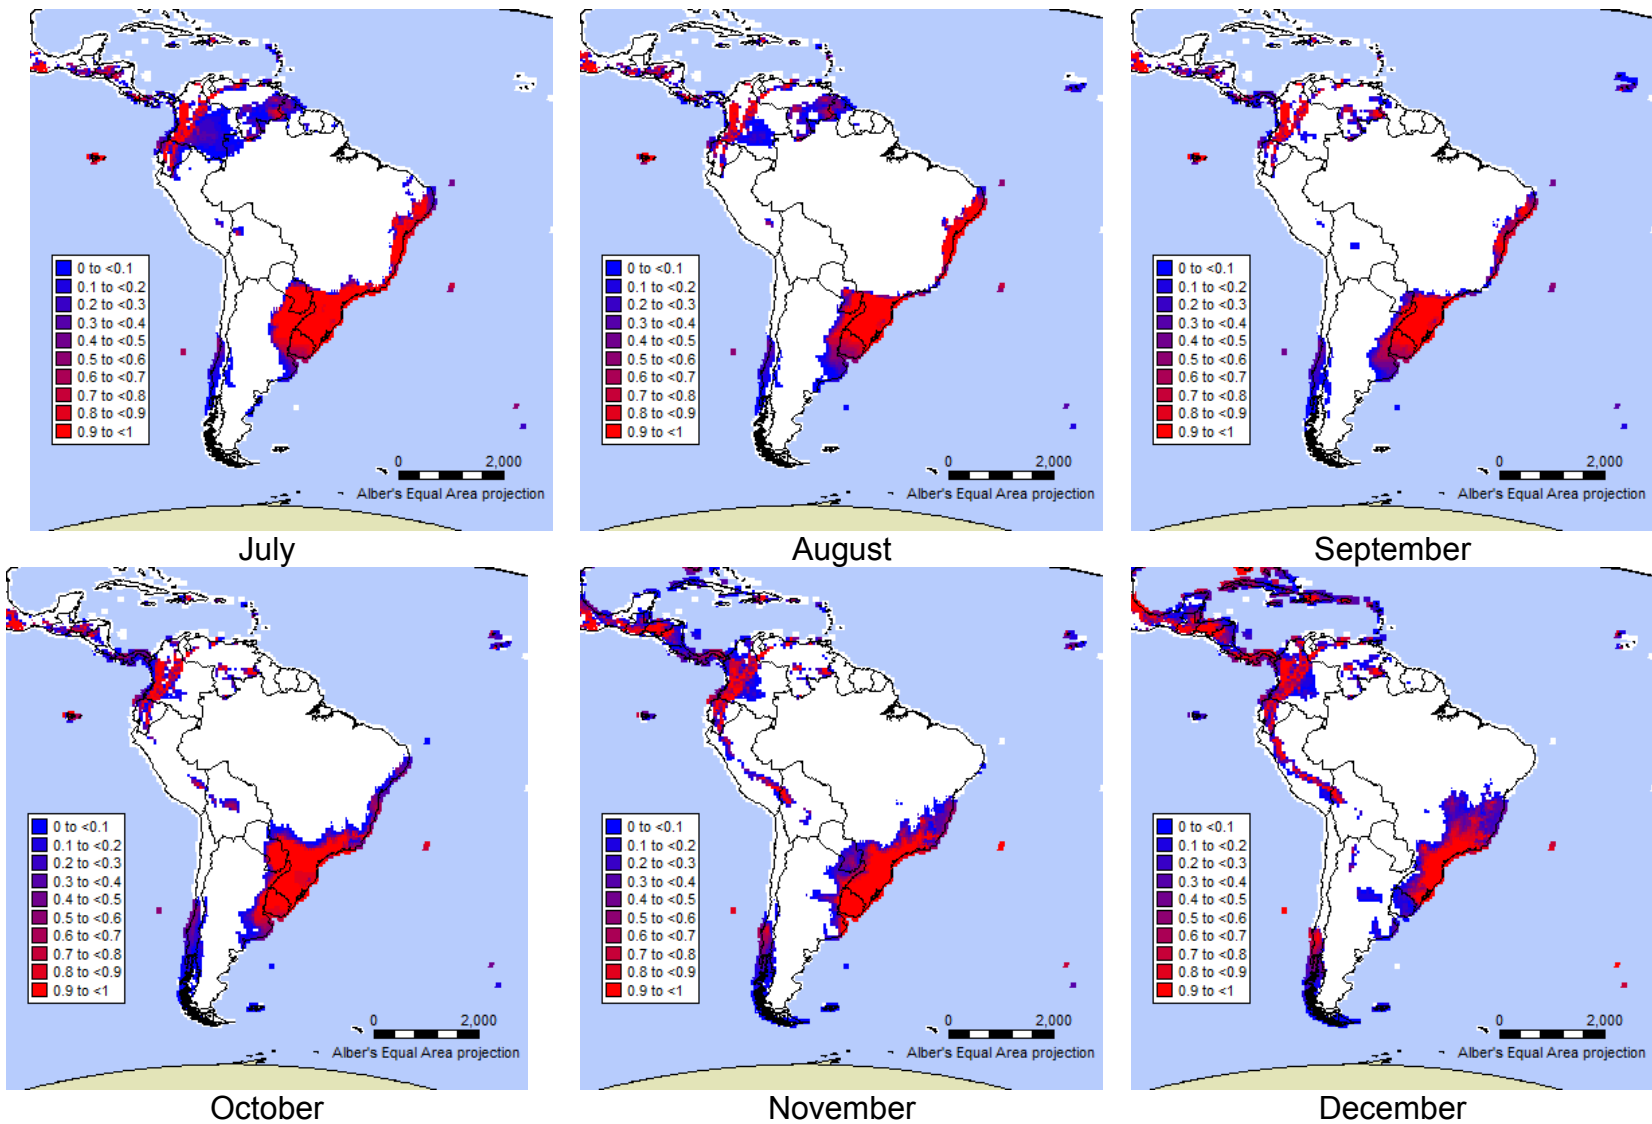 0 to <0.1
0.1 to <0.2
0.2 to <0.3
0.3 to <0.4
0.4 to <0.5
0.5 to <0.6
0.6 to <0.7
0.7 to <0.8
0.8 to <0.9
0.9 to <1
0 2,000
Alber's Equal Area projection
July
0 to <0.1
0.1 to <0.2
0.2 to <0.3
0.3 to <0.4
0.4 to <0.5
0.5 to <0.6
0.6 to <0.7
0.7 to <0.8
0.8 to <0.9
0.9 to <1
0 2,000
Alber's Equal Area projection
August
0 to <0.1
0.1 to <0.2
0.2 to <0.3
0.3 to <0.4
0.4 to <0.5
0.5 to <0.6
0.6 to <0.7
0.7 to <0.8
0.8 to <0.9
0.9 to <1
0 2,000
Alber's Equal Area projection
September
0 to <0.1
0.1 to <0.2
0.2 to <0.3
0.3 to <0.4
0.4 to <0.5
0.5 to <0.6
0.6 to <0.7
0.7 to <0.8
0.8 to <0.9
0.9 to <1
0 2,000
Alber's Equal Area projection
October
0 to <0.1
0.1 to <0.2
0.2 to <0.3
0.3 to <0.4
0.4 to <0.5
0.5 to <0.6
0.6 to <0.7
0.7 to <0.8
0.8 to <0.9
0.9 to <1
0 2,000
Alber's Equal Area projection
November
0 to <0.1
0.1 to <0.2
0.2 to <0.3
0.3 to <0.4
0.4 to <0.5
0.5 to <0.6
0.6 to <0.7
0.7 to <0.8
0.8 to <0.9
0.9 to <1
0 2,000
Alber's Equal Area projection
December